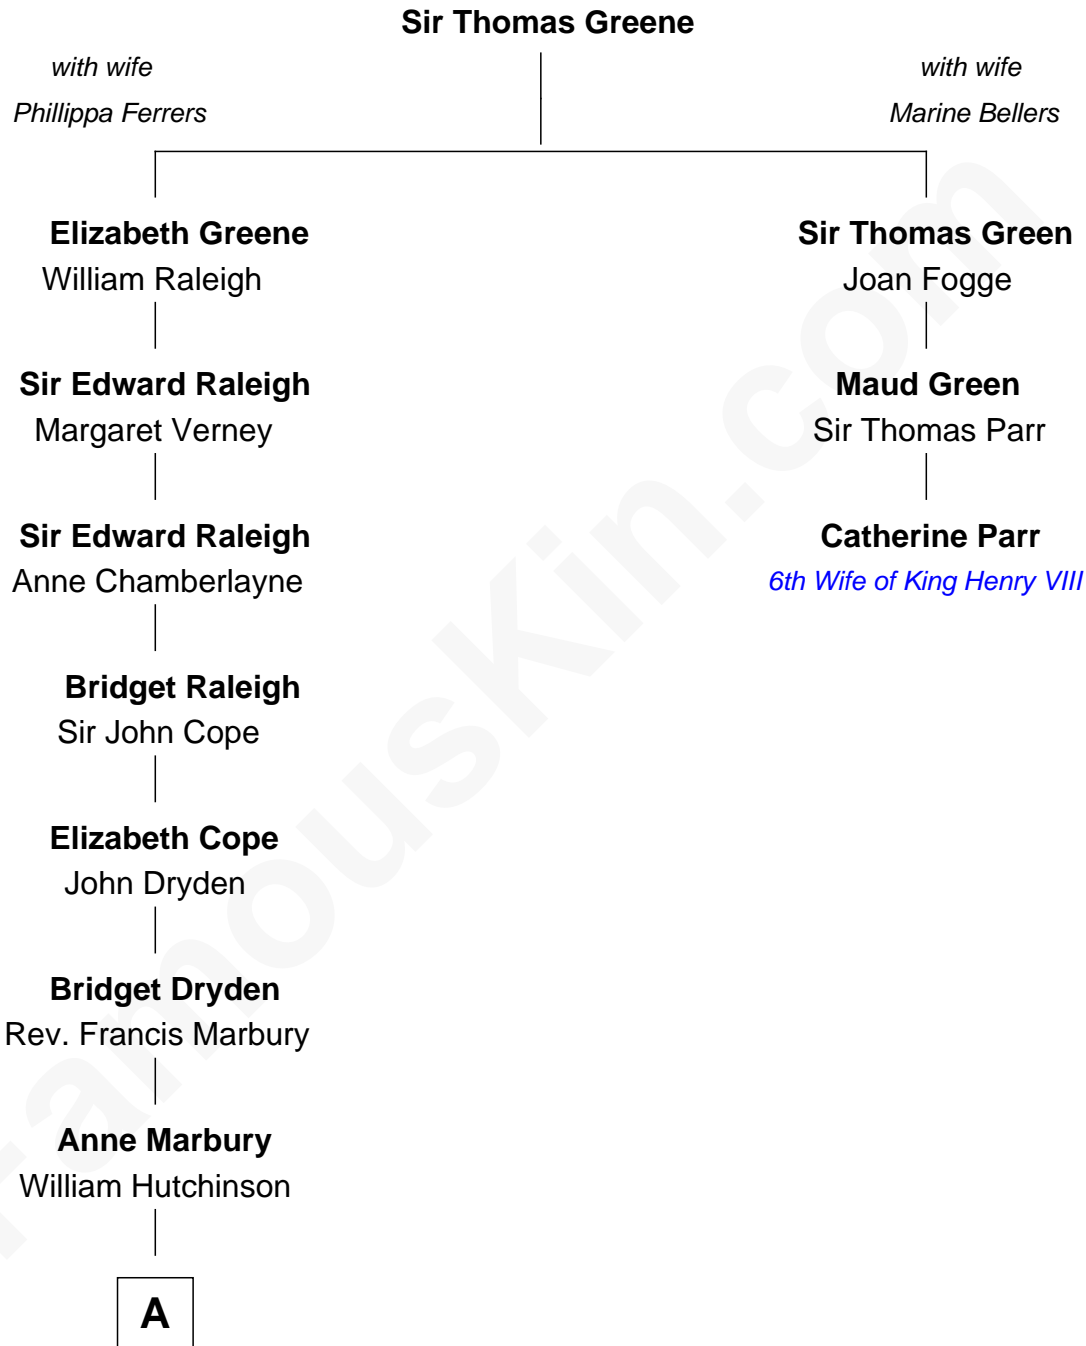 Sir Thomas Greene
with wife
Phillippa Ferrers
with wife
Marine Bellers
Elizabeth Greene
William Raleigh
Sir Thomas Green
Joan Fogge
Sir Edward Raleigh
Margaret Verney
Maud Green
Sir Thomas Parr
Sir Edward Raleigh
Anne Chamberlayne
Catherine Parr
6th Wife of King Henry VIII
Bridget Raleigh
Sir John Cope
Elizabeth Cope
John Dryden
Bridget Dryden
Rev. Francis Marbury
Anne Marbury
William Hutchinson
A
FamousKin.com